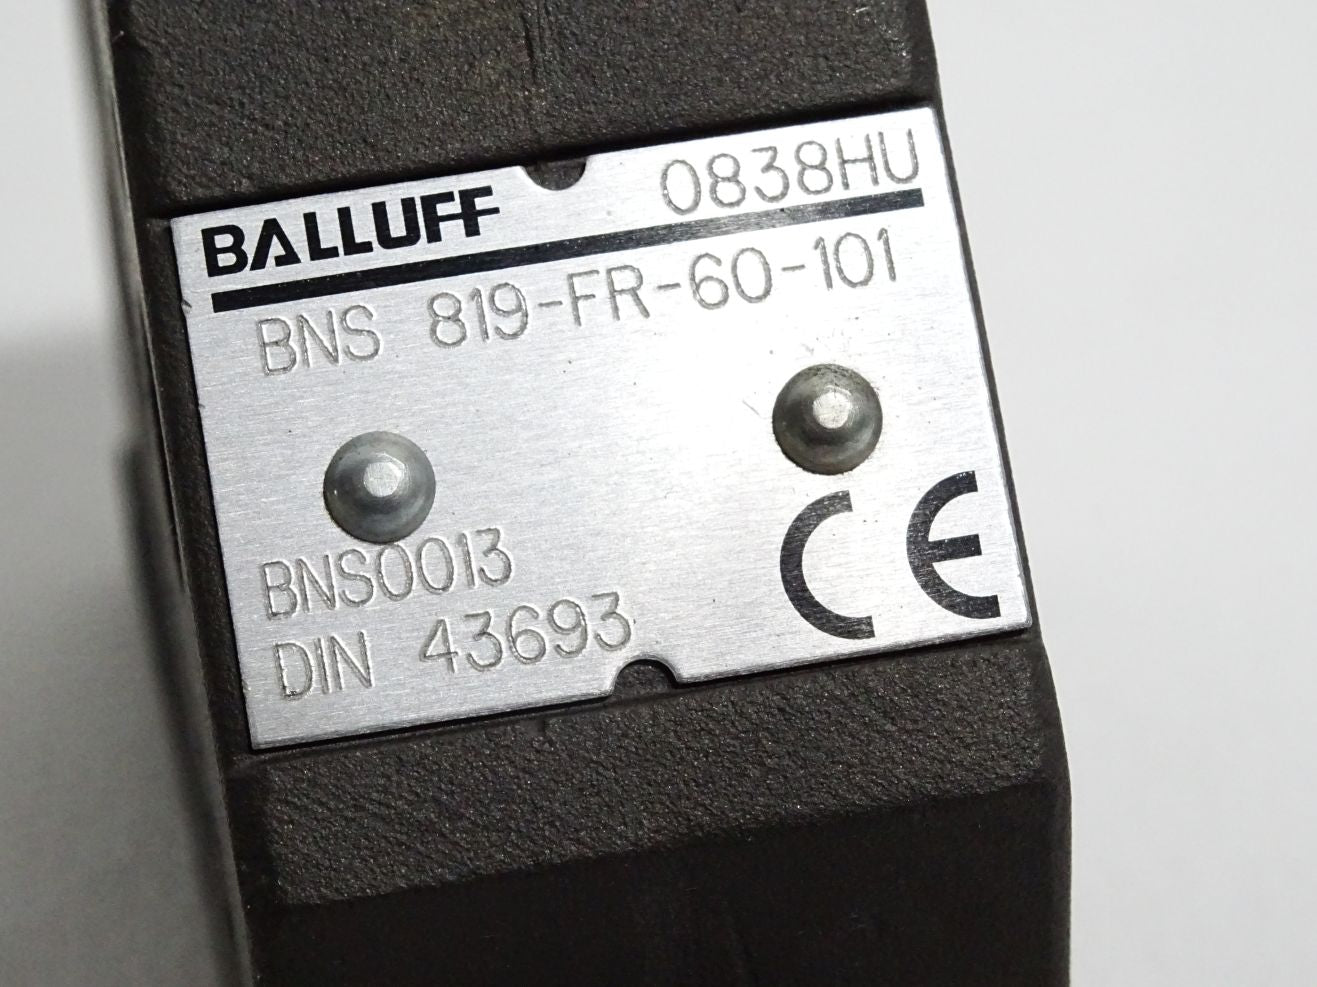 BALLUFF 0838HU
BNS 819-FR-60-101
BNS0013
DIN 43693
CE